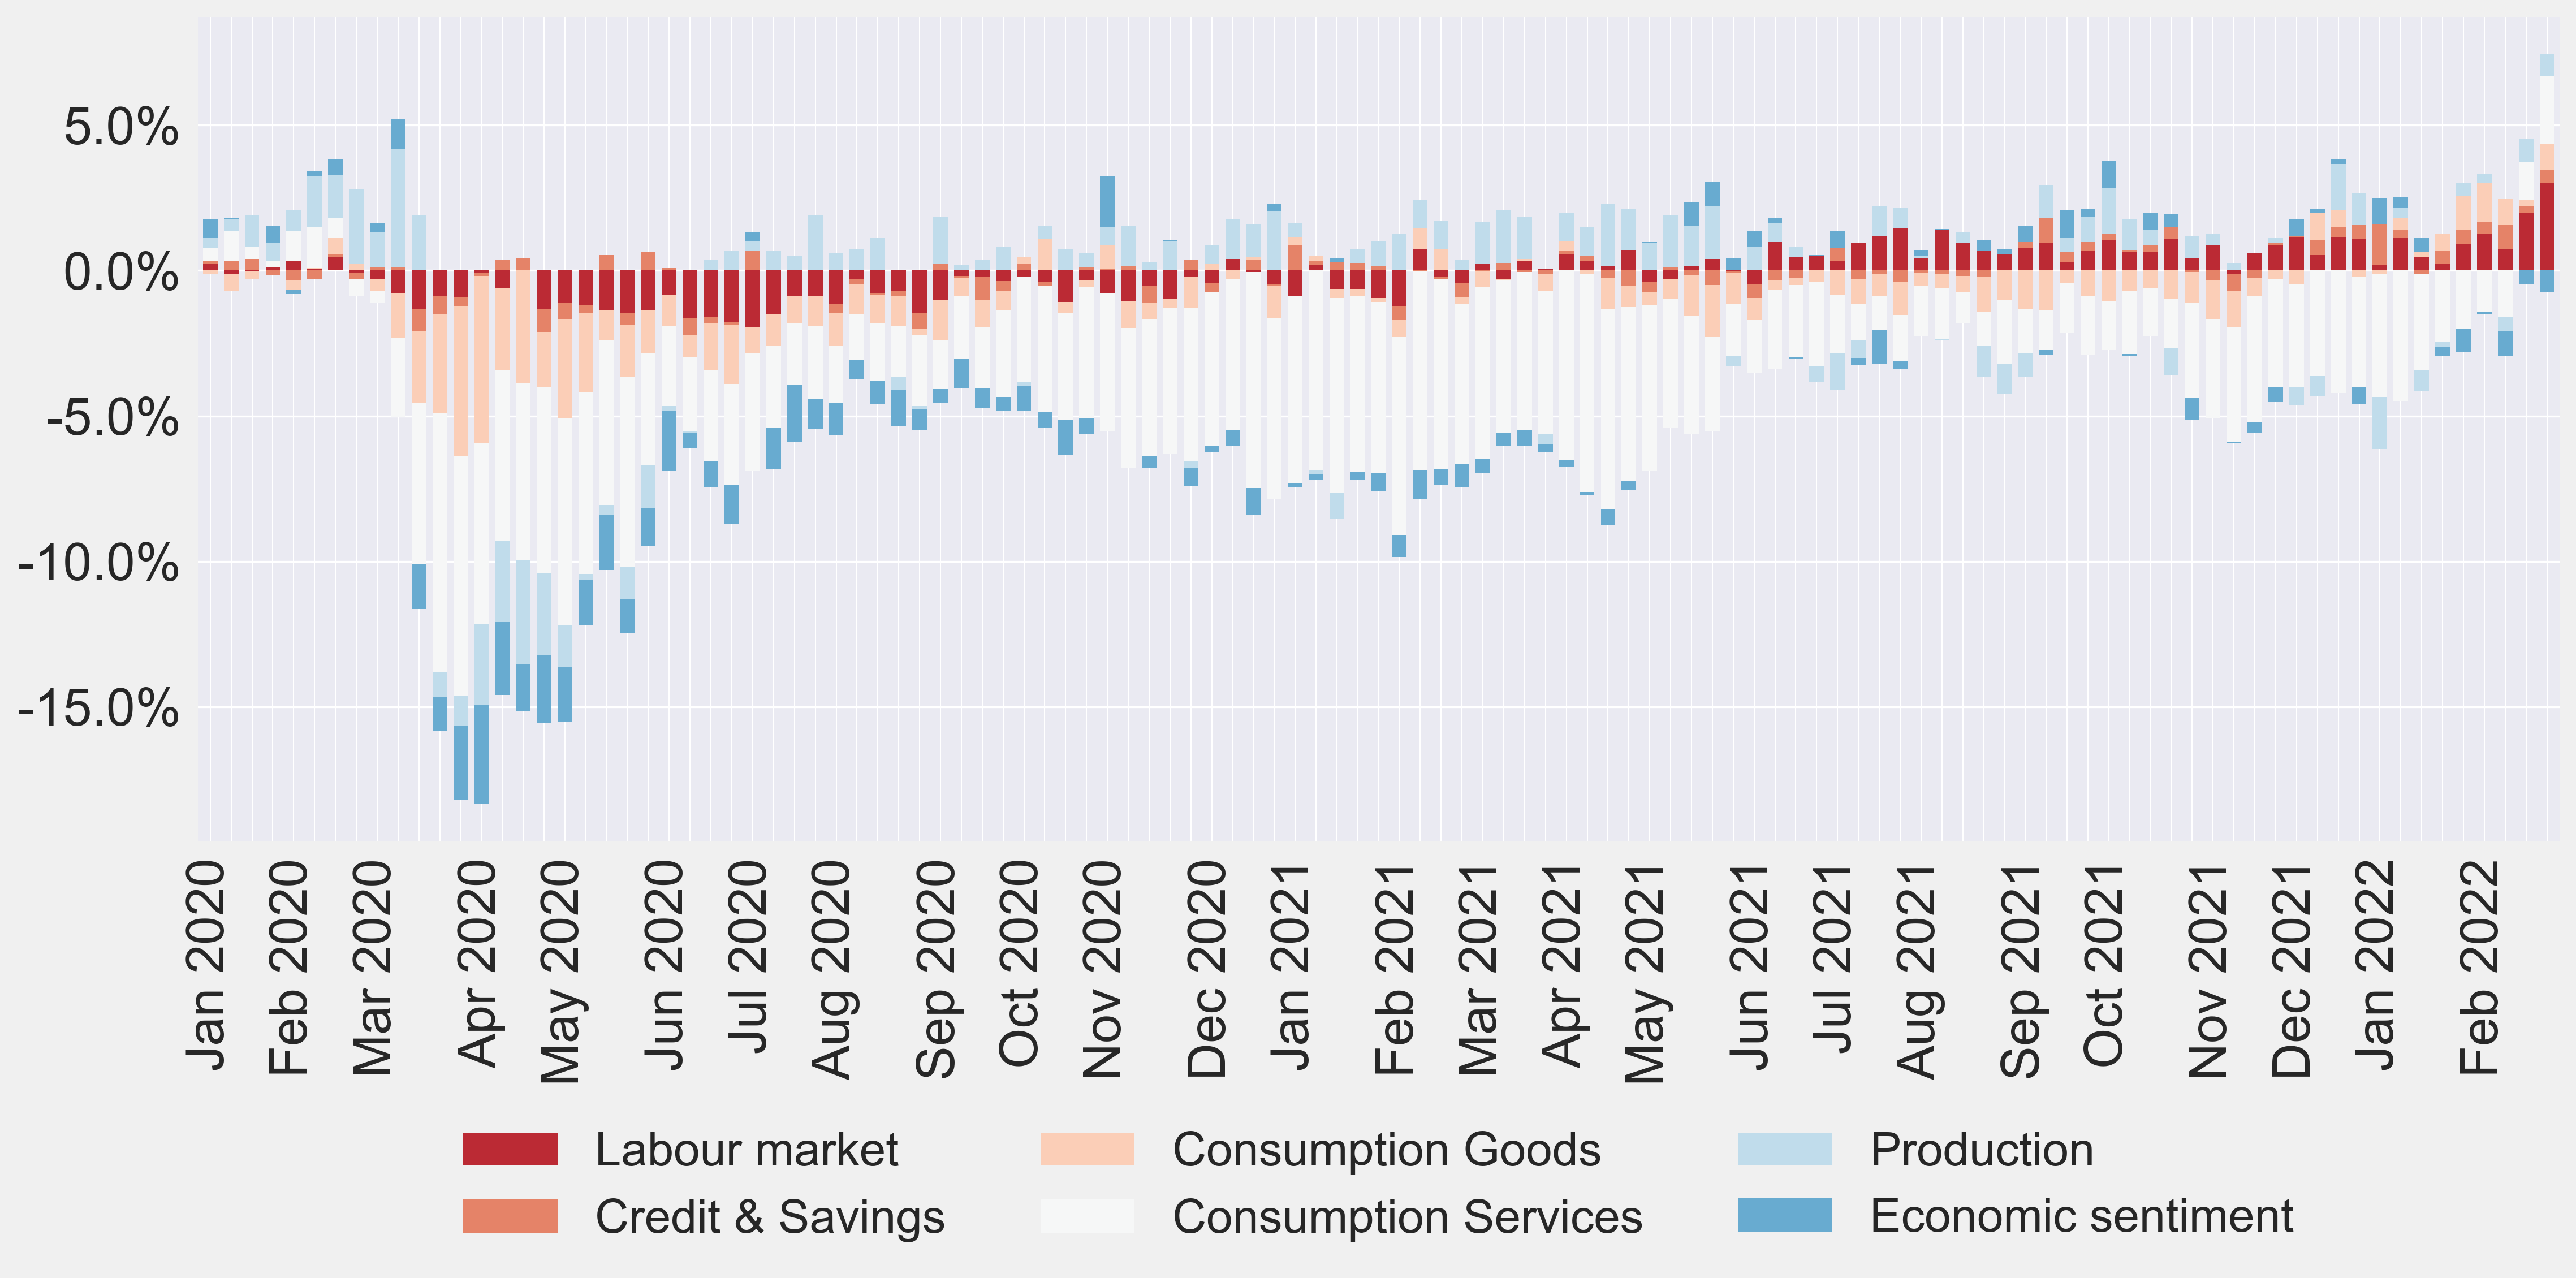 5.0%
0.0%
-5.0%
-10.0%
-15.0%
Jan 2020
Feb 2020
Mar 2020
Apr 2020
May 2020
Jun 2020
Jul 2020
Aug 2020
Sep 2020
Oct 2020
Nov 2020
Dec 2020
Jan 2021
Feb 2021
Mar 2021
Apr 2021
May 2021
Jun 2021
Jul 2021
Aug 2021
Sep 2021
Oct 2021
Nov 2021
Dec 2021
Jan 2022
Feb 2022
Labour market
Consumption Goods
Production
Credit & Savings
Consumption Services
Economic sentiment